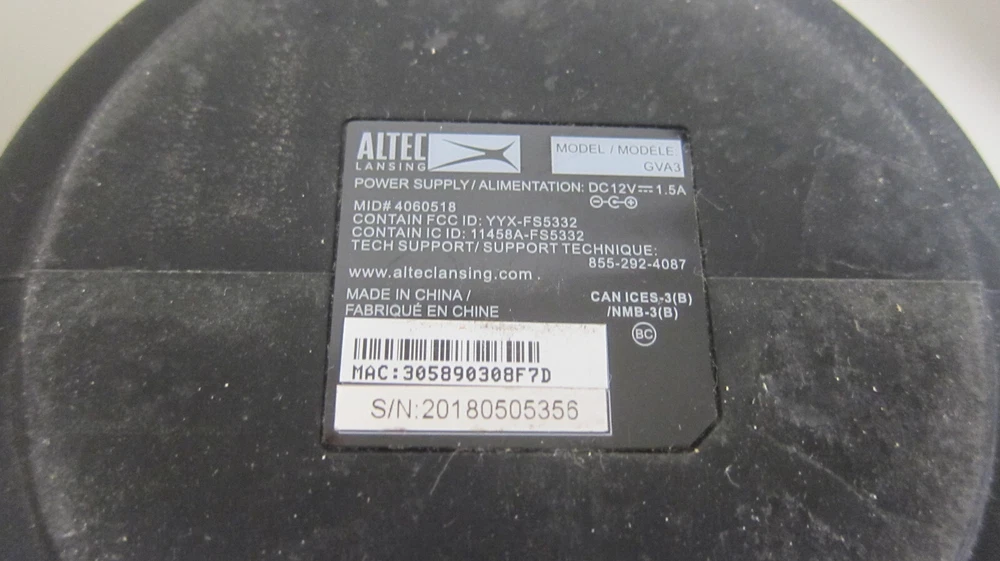 ALTEC
LANSING
MODEL / MODÈLE
GVA3
POWER SUPPLY/ ALIMENTATION: DC12V⎓1.5A
MID# 4060518
CONTAIN FCC ID: YYX-FS5332
CONTAIN IC ID: 11458A-FS5332
TECH SUPPORT/ SUPPORT TECHNIQUE:
855-292-4087
www.alteclansing.com .
MADE IN CHINA /
FABRIQUÉ EN CHINE
CAN ICES-3(B)
/NMB-3(B)
BC
MAC:305890308F7D
S/N:20180505356